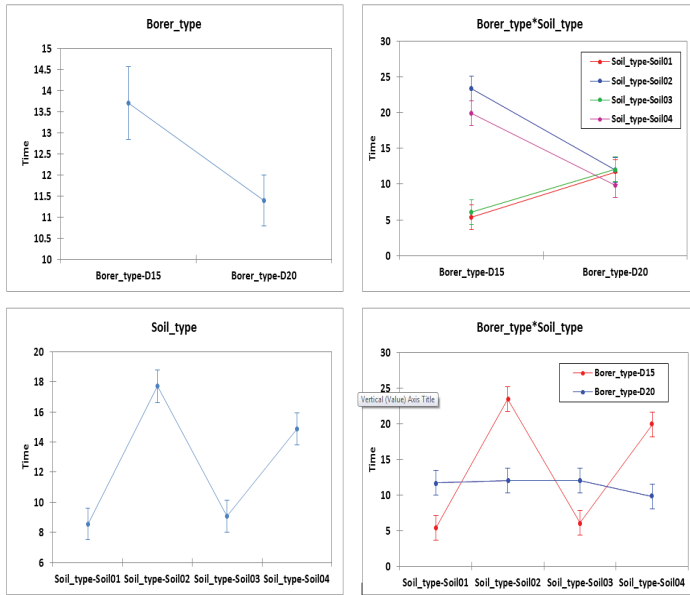 Borer_type
15
14.5
14
13.5
13
12.5
12
11.5
11
10.5
10
Time
Borer_type-D15 Borer_type-D20
Borer_type*Soil_type
30
25
20
15
10
5
0
Time
Soil_type-Soil01
Soil_type-Soil02
Soil_type-Soil03
Soil_type-Soil04
Borer_type-D15 Borer_type-D20
Soil_type
20
18
16
14
12
10
8
6
Time
Soil_type-Soil01 Soil_type-Soil02 Soil_type-Soil03 Soil_type-Soil04
Borer_type*Soil_type
30
25
20
15
10
5
0
Time
Vertical (Value) Axis Title
Borer_type-D15
Borer_type-D20
Soil_type-Soil01 Soil_type-Soil02 Soil_type-Soil03 Soil_type-Soil04